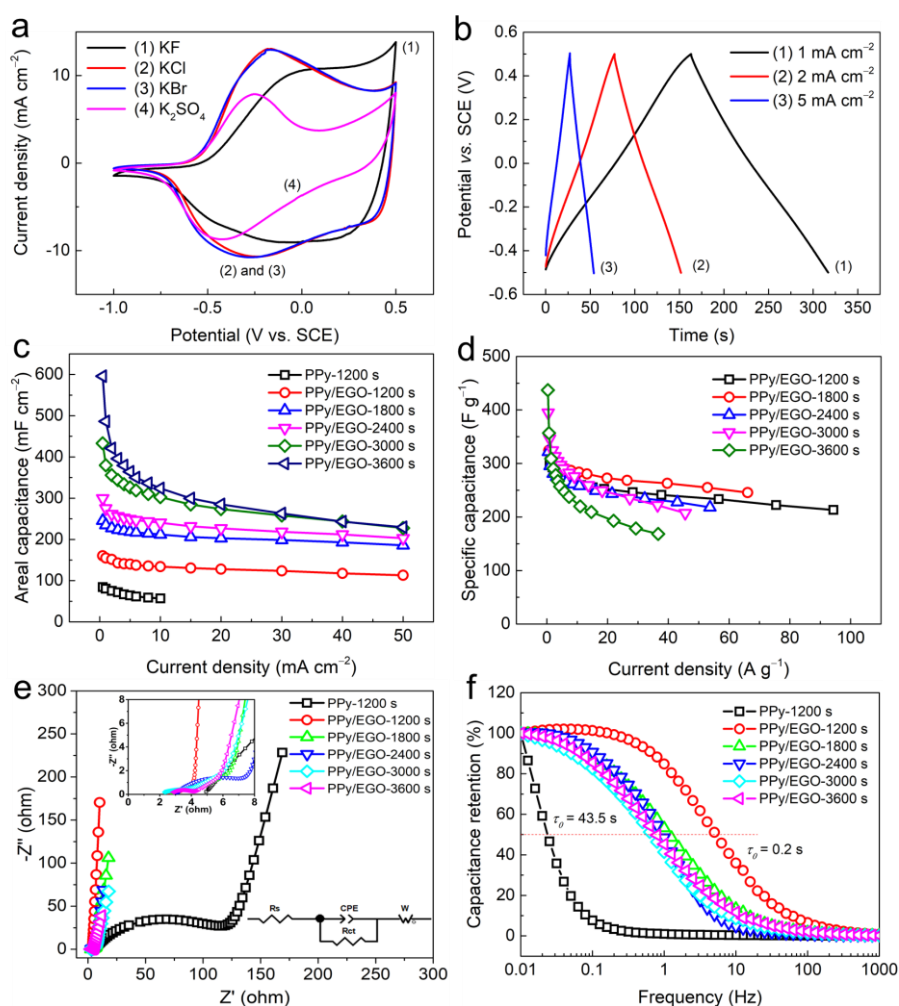 a
Current density (mA cm⁻²)
10
0
-10
(1) KF
(2) KCl
(3) KBr
(4) K₂SO₄
(1)
(4)
(2) and (3)
-1.0 -0.5 0.0 0.5
Potential (V vs. SCE)
b
Potential vs. SCE (V)
0.6
0.4
0.2
0.0
-0.2
-0.4
-0.6
(1) 1 mA cm⁻²
(2) 2 mA cm⁻²
(3) 5 mA cm⁻²
(3) (2) (1)
0 50 100 150 200 250 300 350
Time (s)
c
Areal capacitance (mF cm⁻²)
600
500
400
300
200
100
0
PPy-1200 s
PPy/EGO-1200 s
PPy/EGO-1800 s
PPy/EGO-2400 s
PPy/EGO-3000 s
PPy/EGO-3600 s
0 10 20 30 40 50
Current density (mA cm⁻²)
d
Specific capacitance (F g⁻¹)
500
400
300
200
100
0
PPy/EGO-1200 s
PPy/EGO-1800 s
PPy/EGO-2400 s
PPy/EGO-3000 s
PPy/EGO-3600 s
0 20 40 60 80 100
Current density (A g⁻¹)
e
-Z'' (ohm)
300
250
200
150
100
50
0
-Z'' (ohm)
8
6
4
2
0
0 2 4 6 8
Z' (ohm)
PPy-1200 s
PPy/EGO-1200 s
PPy/EGO-1800 s
PPy/EGO-2400 s
PPy/EGO-3000 s
PPy/EGO-3600 s
Rs CPE W
Rct
0 50 100 150 200 250 300
Z' (ohm)
f
Capacitance retention (%)
120
100
80
60
40
20
0
PPy-1200 s
PPy/EGO-1200 s
PPy/EGO-1800 s
PPy/EGO-2400 s
PPy/EGO-3000 s
PPy/EGO-3600 s
τ₀ = 43.5 s
τ₀ = 0.2 s
0.01 0.1 1 10 100 1000
Frequency (Hz)